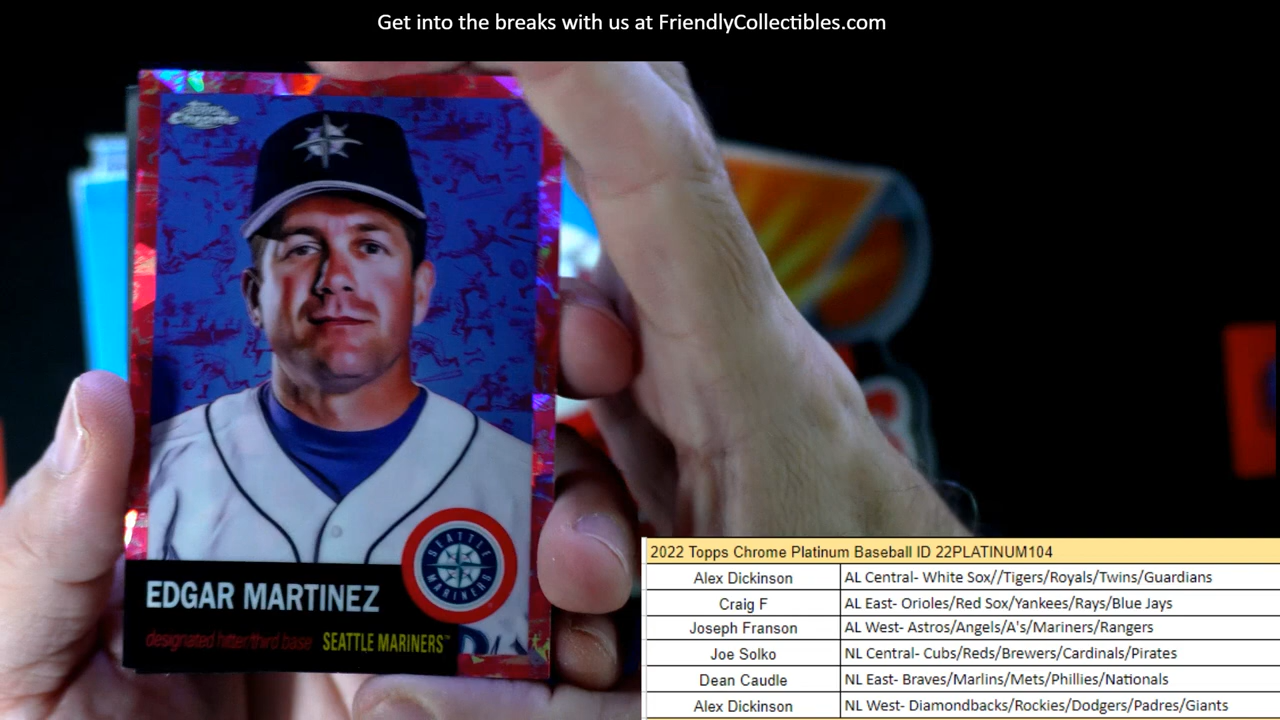 Get into the breaks with us at FriendlyCollectibles.com
Topps
Chrome
SEATTLE
MARINERS
EDGAR MARTINEZ
designated hitter/third base SEATTLE MARINERS™
2022 Topps Chrome Platinum Baseball ID 22PLATINUM104
Alex Dickinson AL Central- White Sox//Tigers/Royals/Twins/Guardians
Craig F AL East- Orioles/Red Sox/Yankees/Rays/Blue Jays
Joseph Franson AL West- Astros/Angels/A's/Mariners/Rangers
Joe Solko NL Central- Cubs/Reds/Brewers/Cardinals/Pirates
Dean Caudle NL East- Braves/Marlins/Mets/Phillies/Nationals
Alex Dickinson NL West- Diamondbacks/Rockies/Dodgers/Padres/Giants